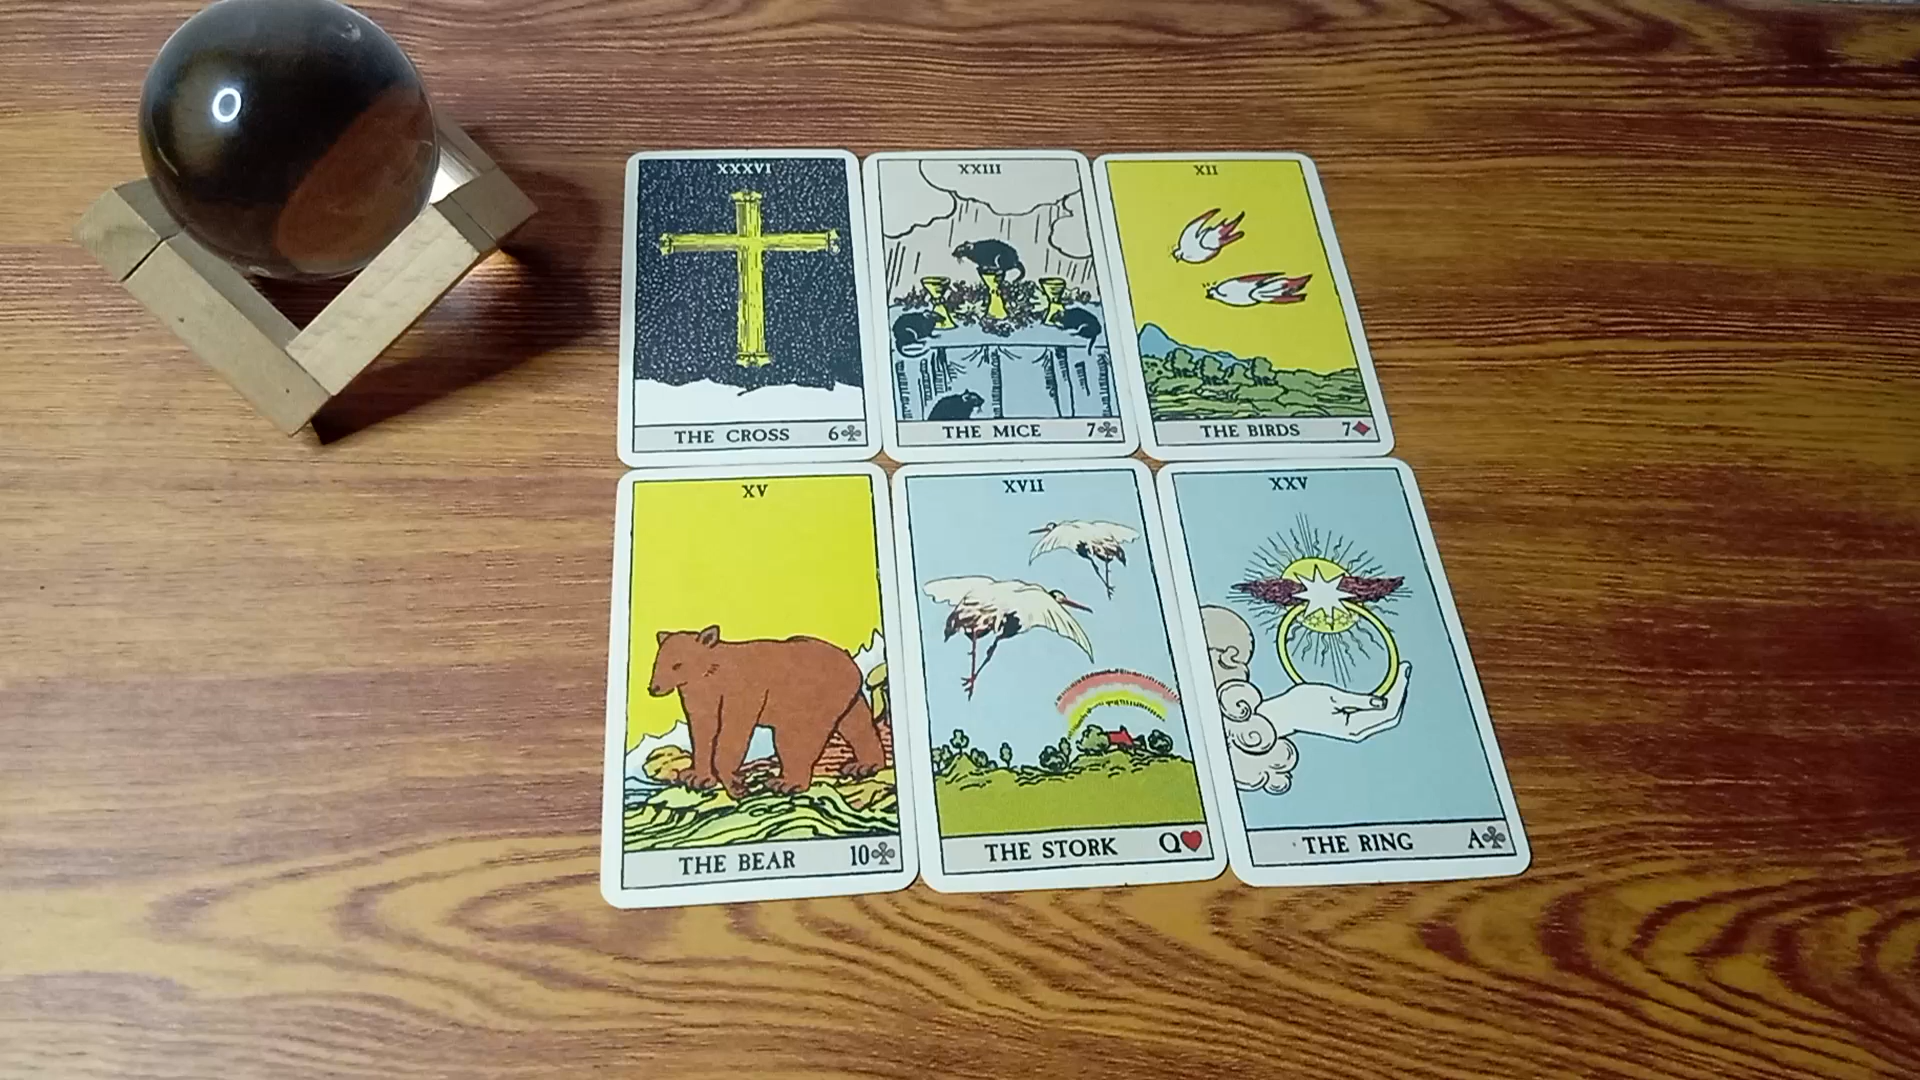 XXXVI
THE CROSS 6♣
XXIII
THE MICE 7♣
XII
THE BIRDS 7♦
XV
THE BEAR 10♣
XVII
THE STORK Q♥
XXV
THE RING A♣